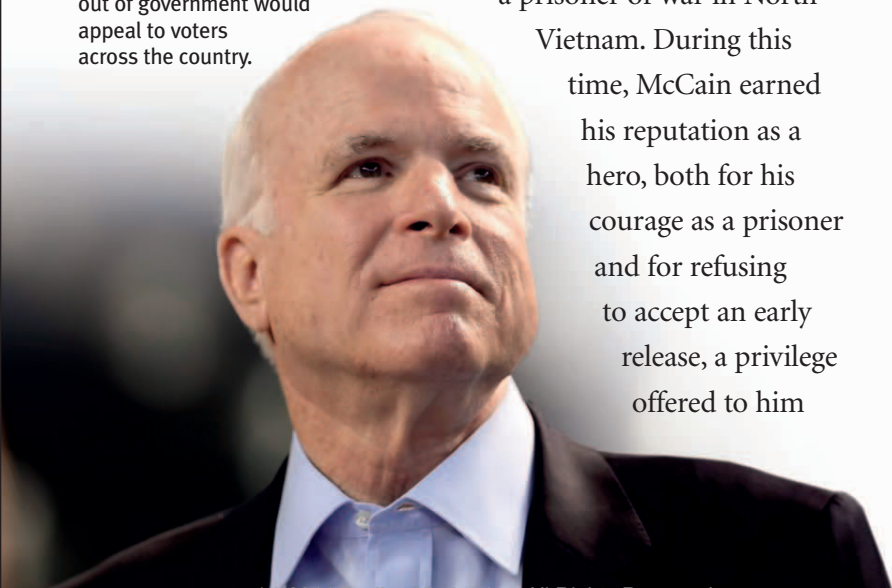 out of government would
appeal to voters
across the country.
a prisoner of war in North
Vietnam. During this
time, McCain earned
his reputation as a
hero, both for his
courage as a prisoner
and for refusing
to accept an early
release, a privilege
offered to him